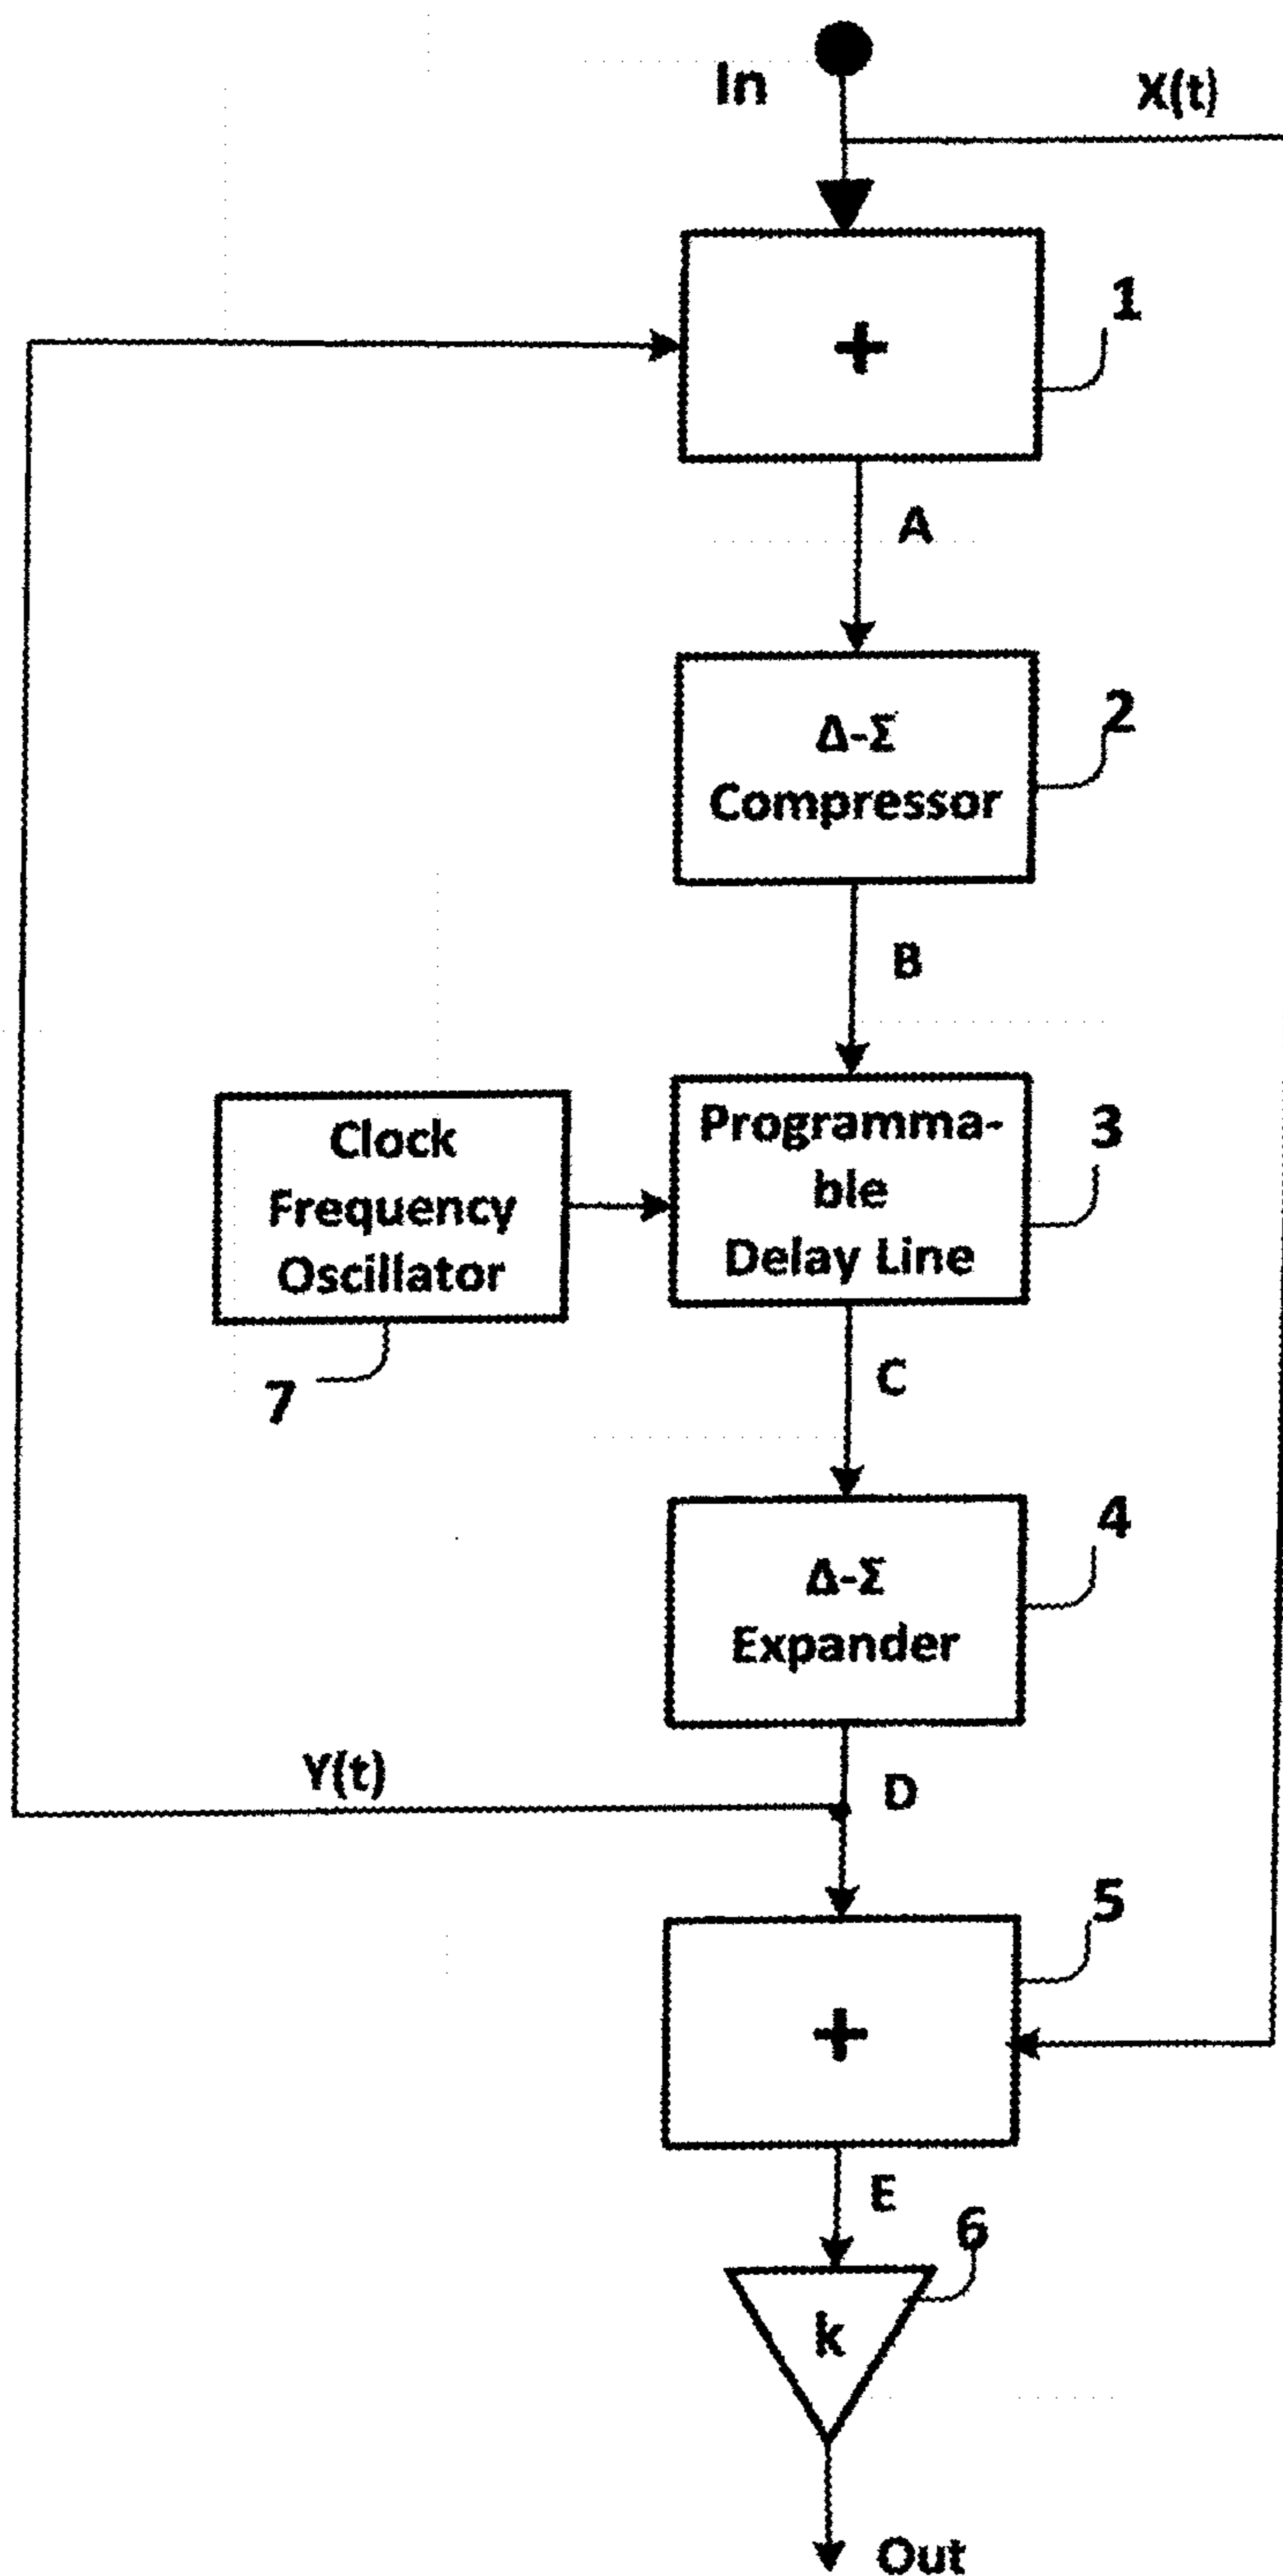 In
X(t)
+
1
A
Δ-Σ
Compressor
2
B
Clock
Frequency
Oscillator
7
Programma-
ble
Delay Line
3
C
Δ-Σ
Expander
4
Y(t)
D
+
5
E
k
6
Out